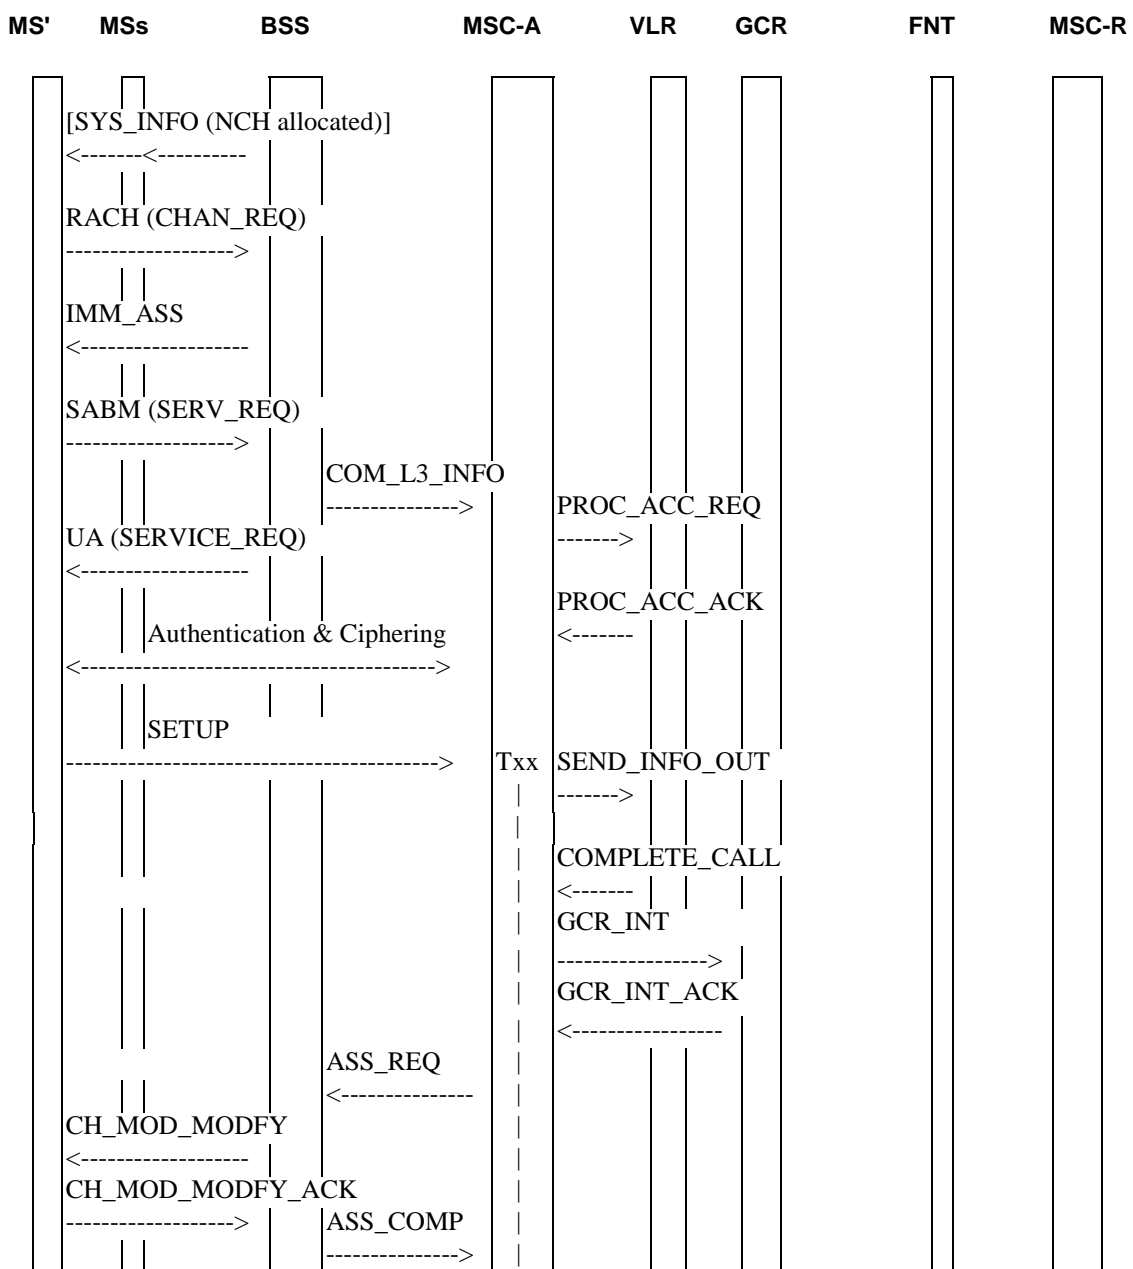 MS' MSs BSS MSC-A VLR GCR FNT MSC-R
[SYS_INFO (NCH allocated)]
<-------<----------
RACH (CHAN_REQ)
------------------->
IMM_ASS
<-------------------
SABM (SERV_REQ)
------------------->
COM_L3_INFO
---------------> PROC_ACC_REQ
UA (SERVICE_REQ) ------->
<-------------------
PROC_ACC_ACK
Authentication & Ciphering <-------
<---------------------------------------->
SETUP
------------------------------------------> Txx SEND_INFO_OUT
| ------->
|
| COMPLETE_CALL
| <-------
| GCR_INT
| ----------------->
| GCR_INT_ACK
| <-----------------
ASS_REQ |
<--------------- |
CH_MOD_MODFY |
<------------------- |
CH_MOD_MODFY_ACK |
-------------------> ASS_COMP |
---------------> |